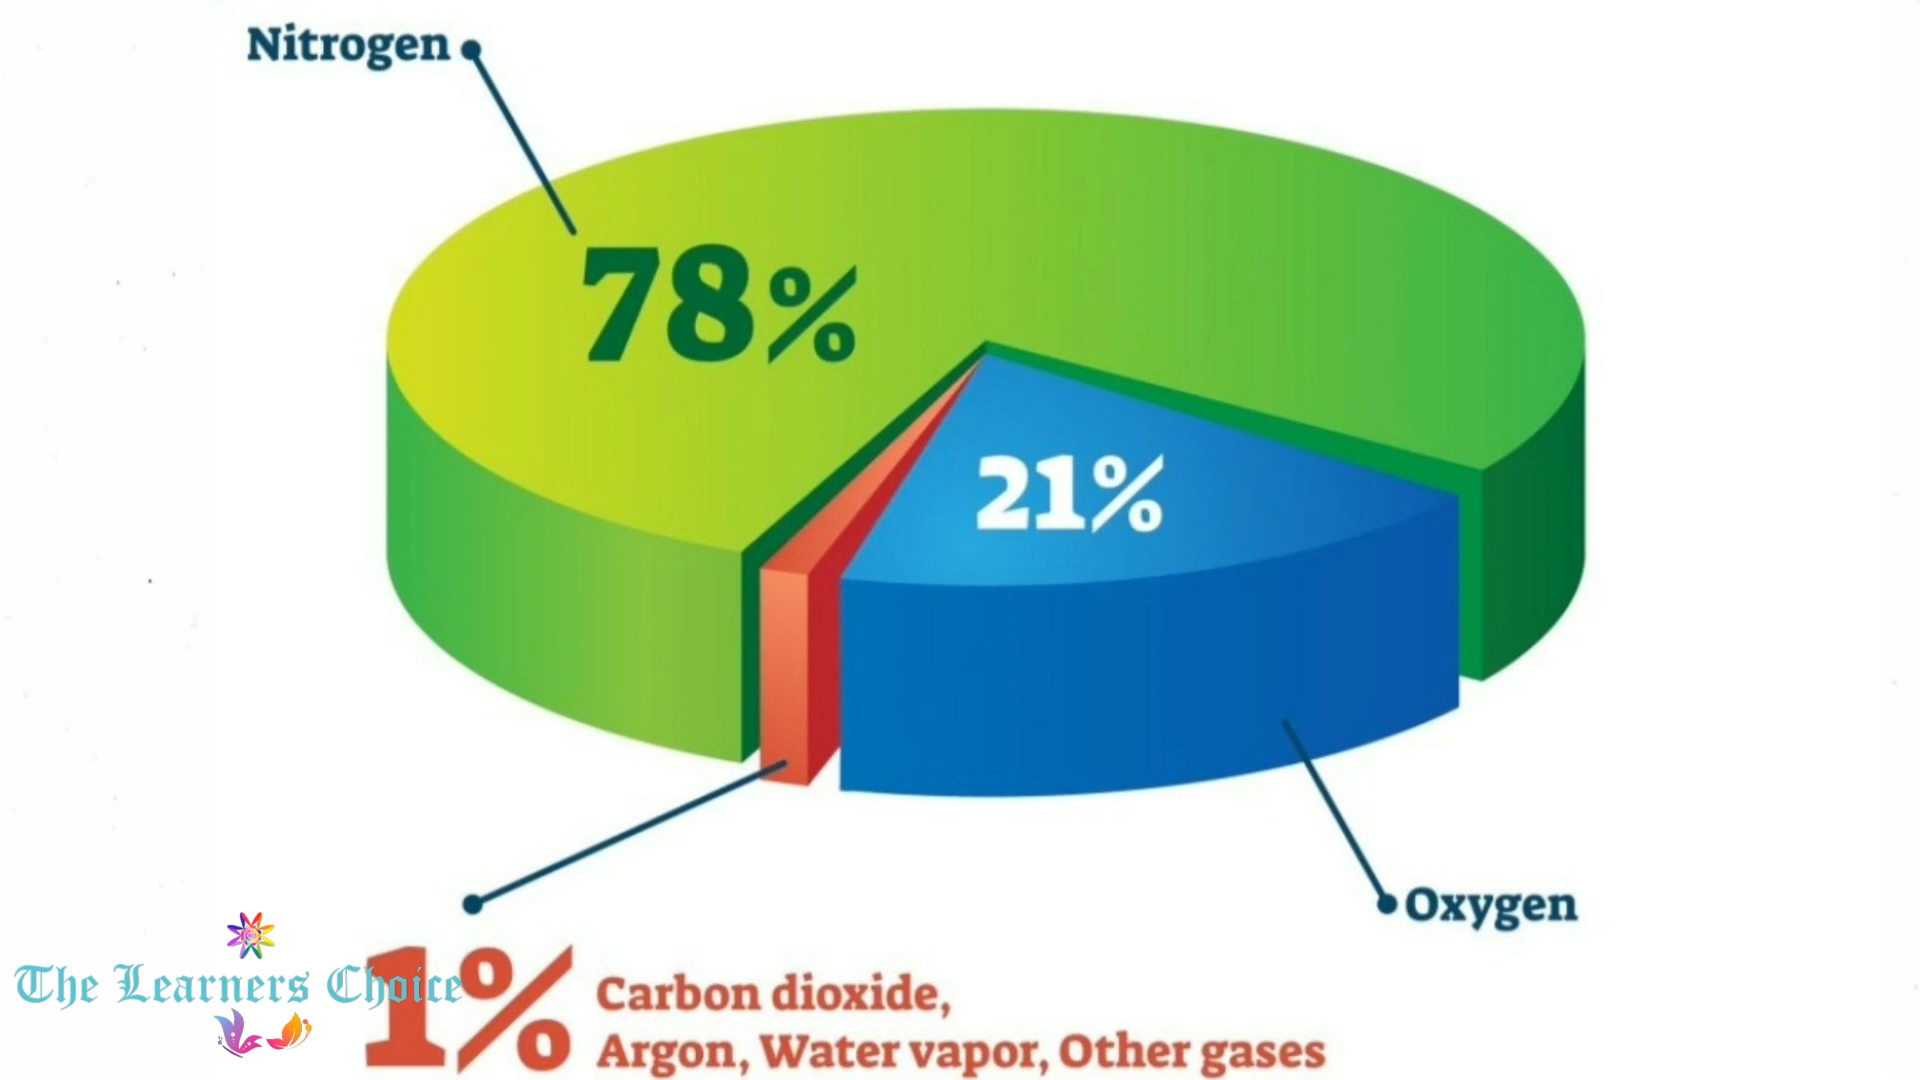 Nitrogen
78%
21%
Oxygen
1%
Carbon dioxide,
Argon, Water vapor, Other gases
The Learners Choice